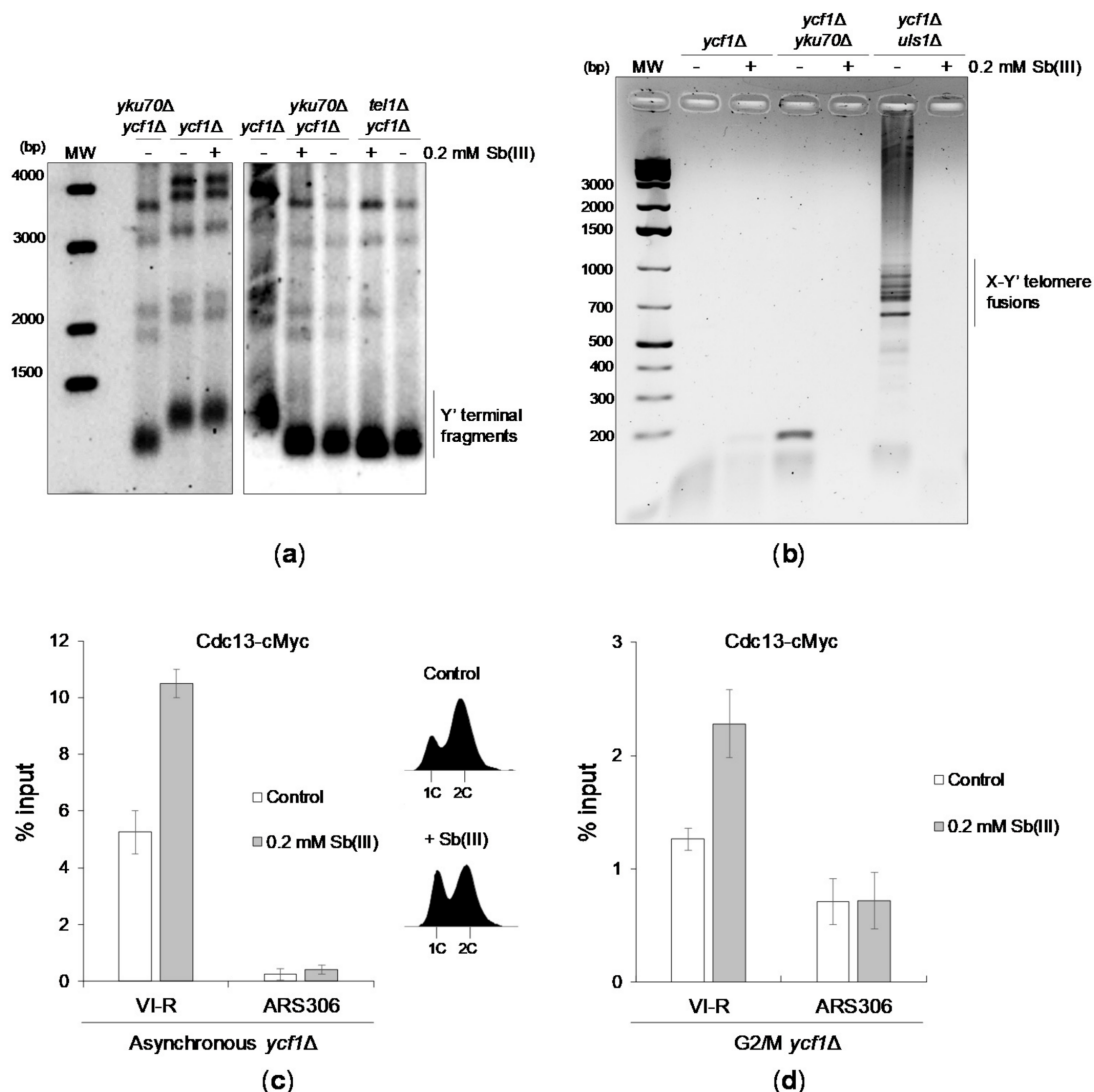 yku70Δ
ycf1Δ ycf1Δ
ycf1Δ yku70Δ ycf1Δ tel1Δ ycf1Δ
(bp) MW - - + - + - + - 0.2 mM Sb(III)
4000
3000
2000
1500
Y' terminal
fragments
(a)
ycf1Δ ycf1Δ yku70Δ ycf1Δ uls1Δ
(bp) MW - + - + - + 0.2 mM Sb(III)
3000
2000
1500
1000
700
500
400
300
200
X-Y' telomere
fusions
(b)
Cdc13-cMyc
% input
12
10
8
6
4
2
0
Control
0.2 mM Sb(III)
VI-R ARS306
Asynchronous ycf1Δ
Control
1C 2C
+ Sb(III)
1C 2C
(c)
Cdc13-cMyc
% input
3
2
1
0
Control
0.2 mM Sb(III)
VI-R ARS306
G2/M ycf1Δ
(d)